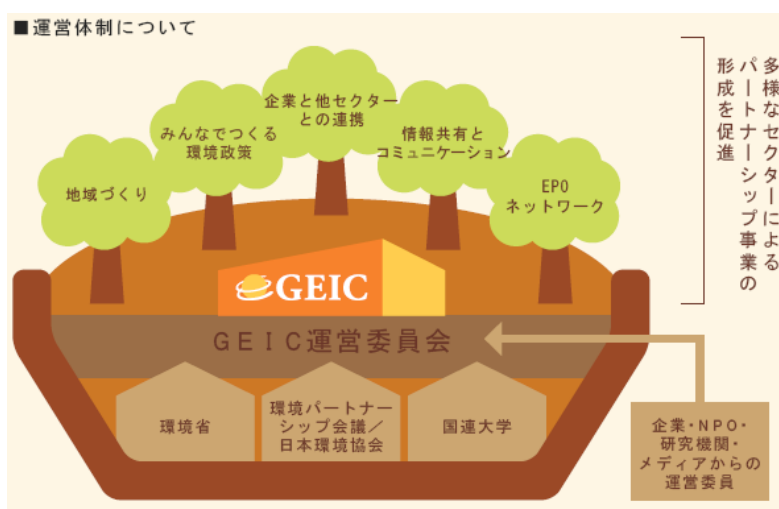 ■運営体制について
企業と他セクター
との連携
みんなでつくる
環境政策
情報共有と
コミュニケーション
地域づくり
EPO
ネットワーク
多様なセクターによる
パートナーシップ事業の
形成を促進
GEIC
GEIC運営委員会
環境省
環境パートナー
シップ会議／
日本環境協会
国連大学
企業・NPO・
研究機関・
メディアからの
運営委員